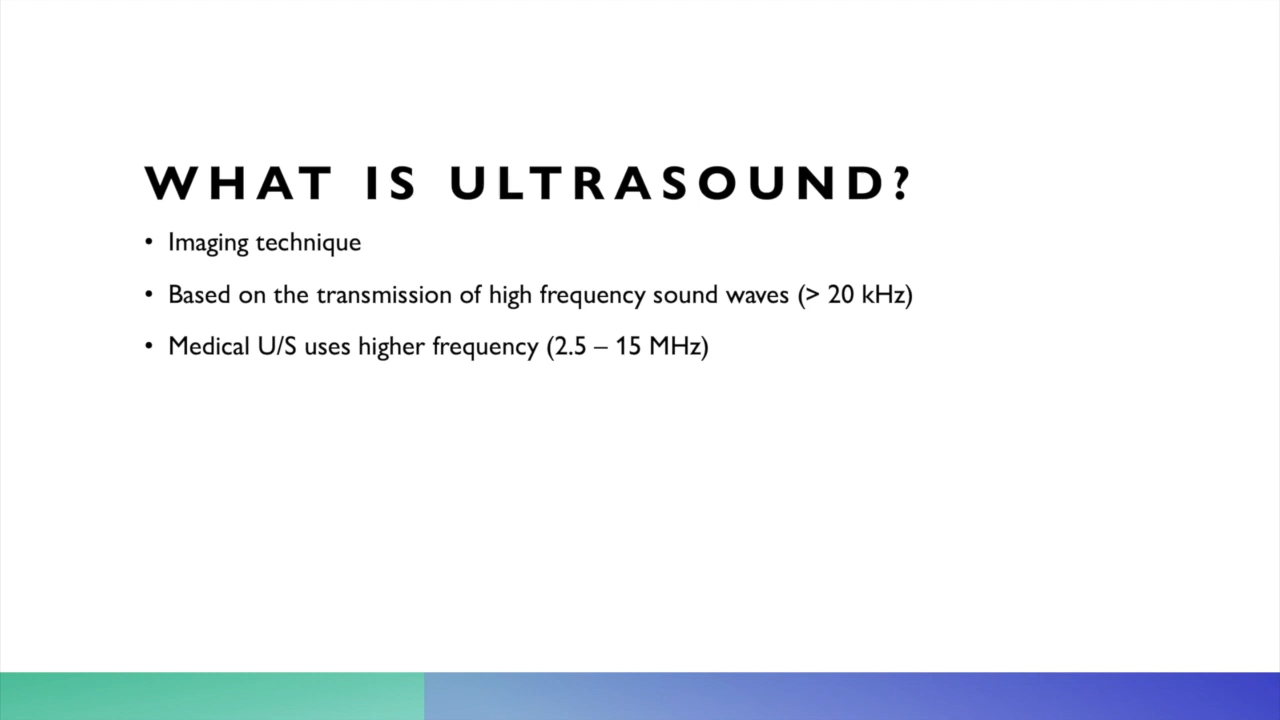 WHAT IS ULTRASOUND?
• Imaging technique
• Based on the transmission of high frequency sound waves (> 20 kHz)
• Medical U/S uses higher frequency (2.5 – 15 MHz)